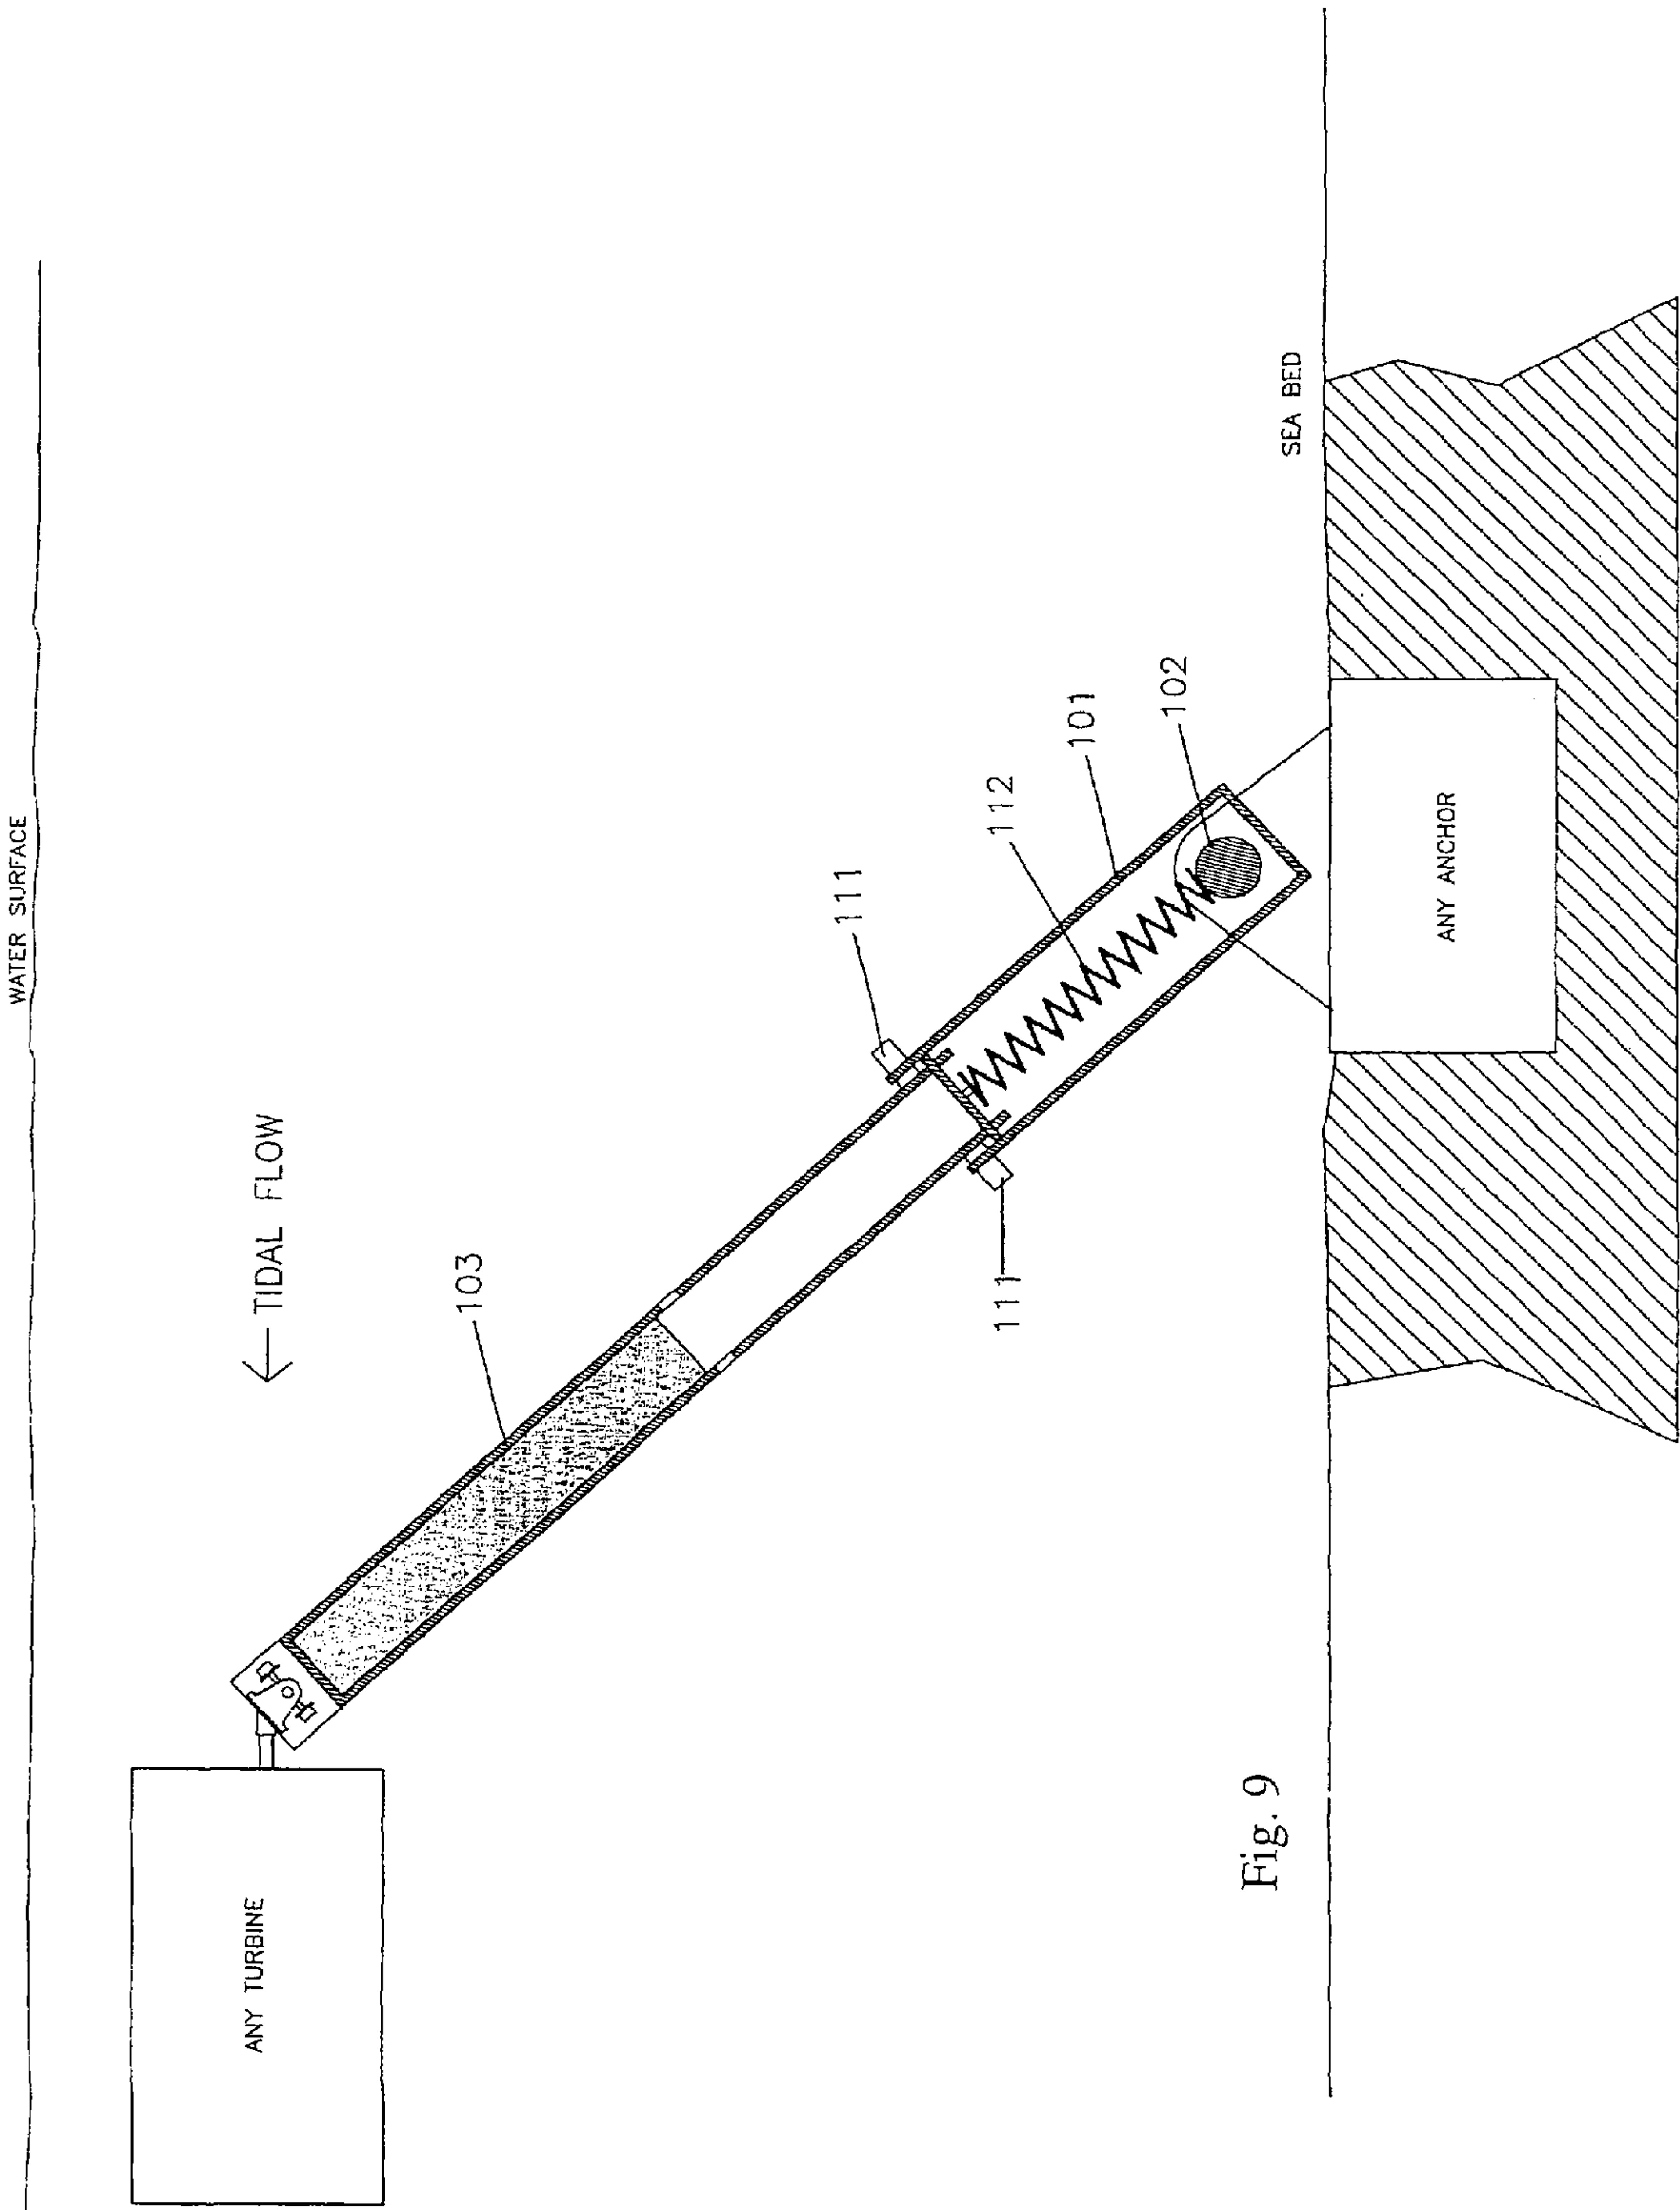 WATER SURFACE
← TIDAL FLOW
ANY TURBINE
103
111
111
112
101
102
SEA BED
ANY ANCHOR
Fig. 9